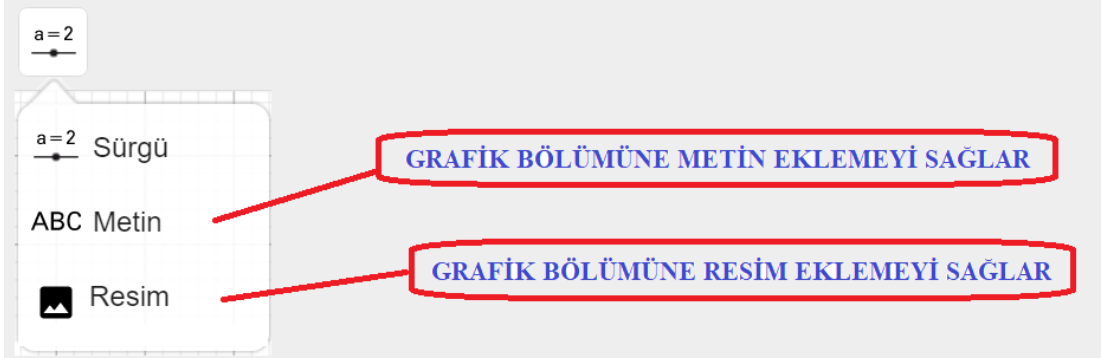 a=2
a=2 Sürgü
GRAFİK BÖLÜMÜNE METİN EKLEMEYİ SAĞLAR
ABC Metin
GRAFİK BÖLÜMÜNE RESİM EKLEMEYİ SAĞLAR
Resim